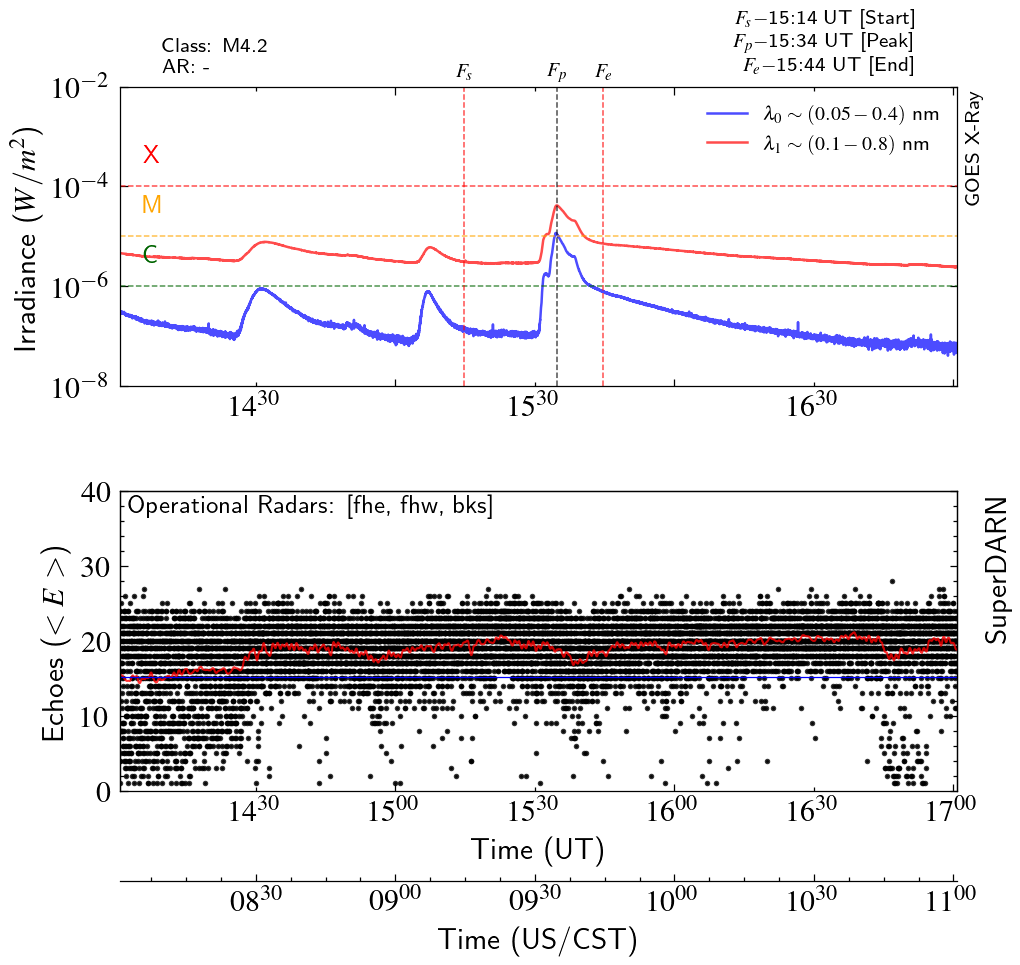 Class: M4.2
AR: -
F_s−15:14 UT [Start]
F_p−15:34 UT [Peak]
F_e−15:44 UT [End]
F_s F_p F_e
10^−2
10^−4
10^−6
10^−8
Irradiance (W/m^2)
X
M
C
λ_0 ∼ (0.05 − 0.4) nm
λ_1 ∼ (0.1 − 0.8) nm
GOES X-Ray
14^30 15^30 16^30
Operational Radars: [fhe, fhw, bks]
40
30
20
10
0
Echoes (< E >)
SuperDARN
14^30 15^00 15^30 16^00 16^30 17^00
Time (UT)
08^30 09^00 09^30 10^00 10^30 11^00
Time (US/CST)